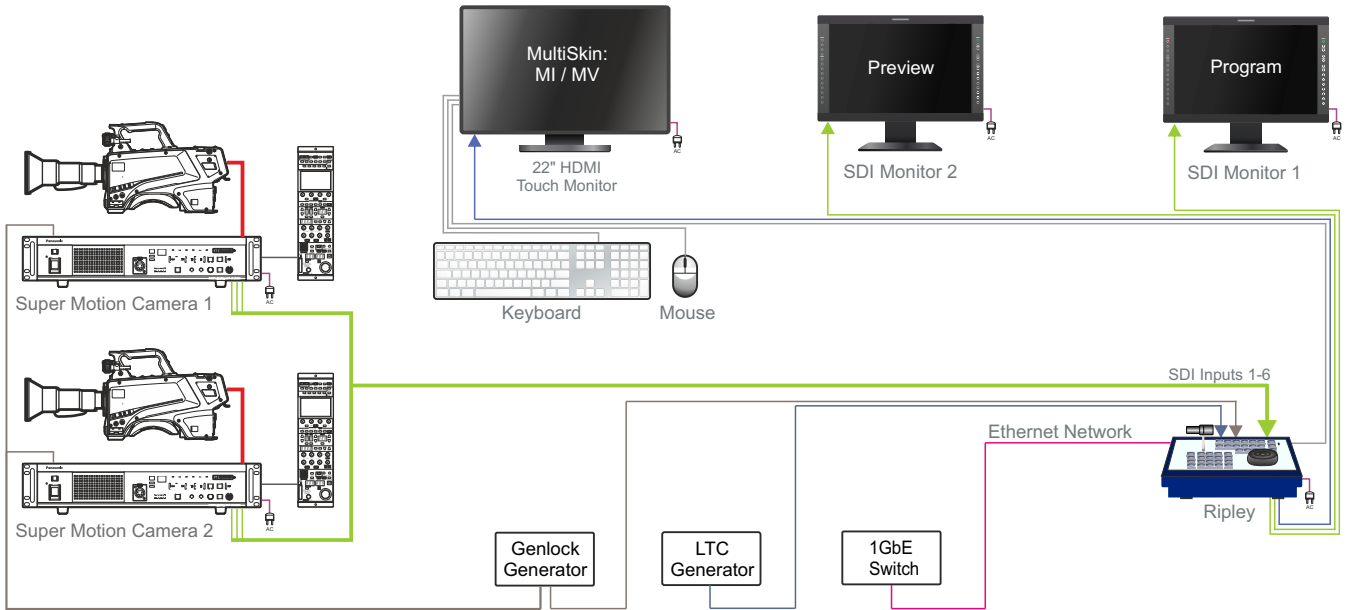 MultiSkin:
MI / MV
Preview
Program
AC
AC
AC
22" HDMI
Touch Monitor
SDI Monitor 2
SDI Monitor 1
Panasonic
Keyboard
Mouse
AC
Super Motion Camera 1
SDI Inputs 1-6
Ethernet Network
Panasonic
AC
Super Motion Camera 2
AC
Ripley
Genlock
Generator
LTC
Generator
1GbE
Switch